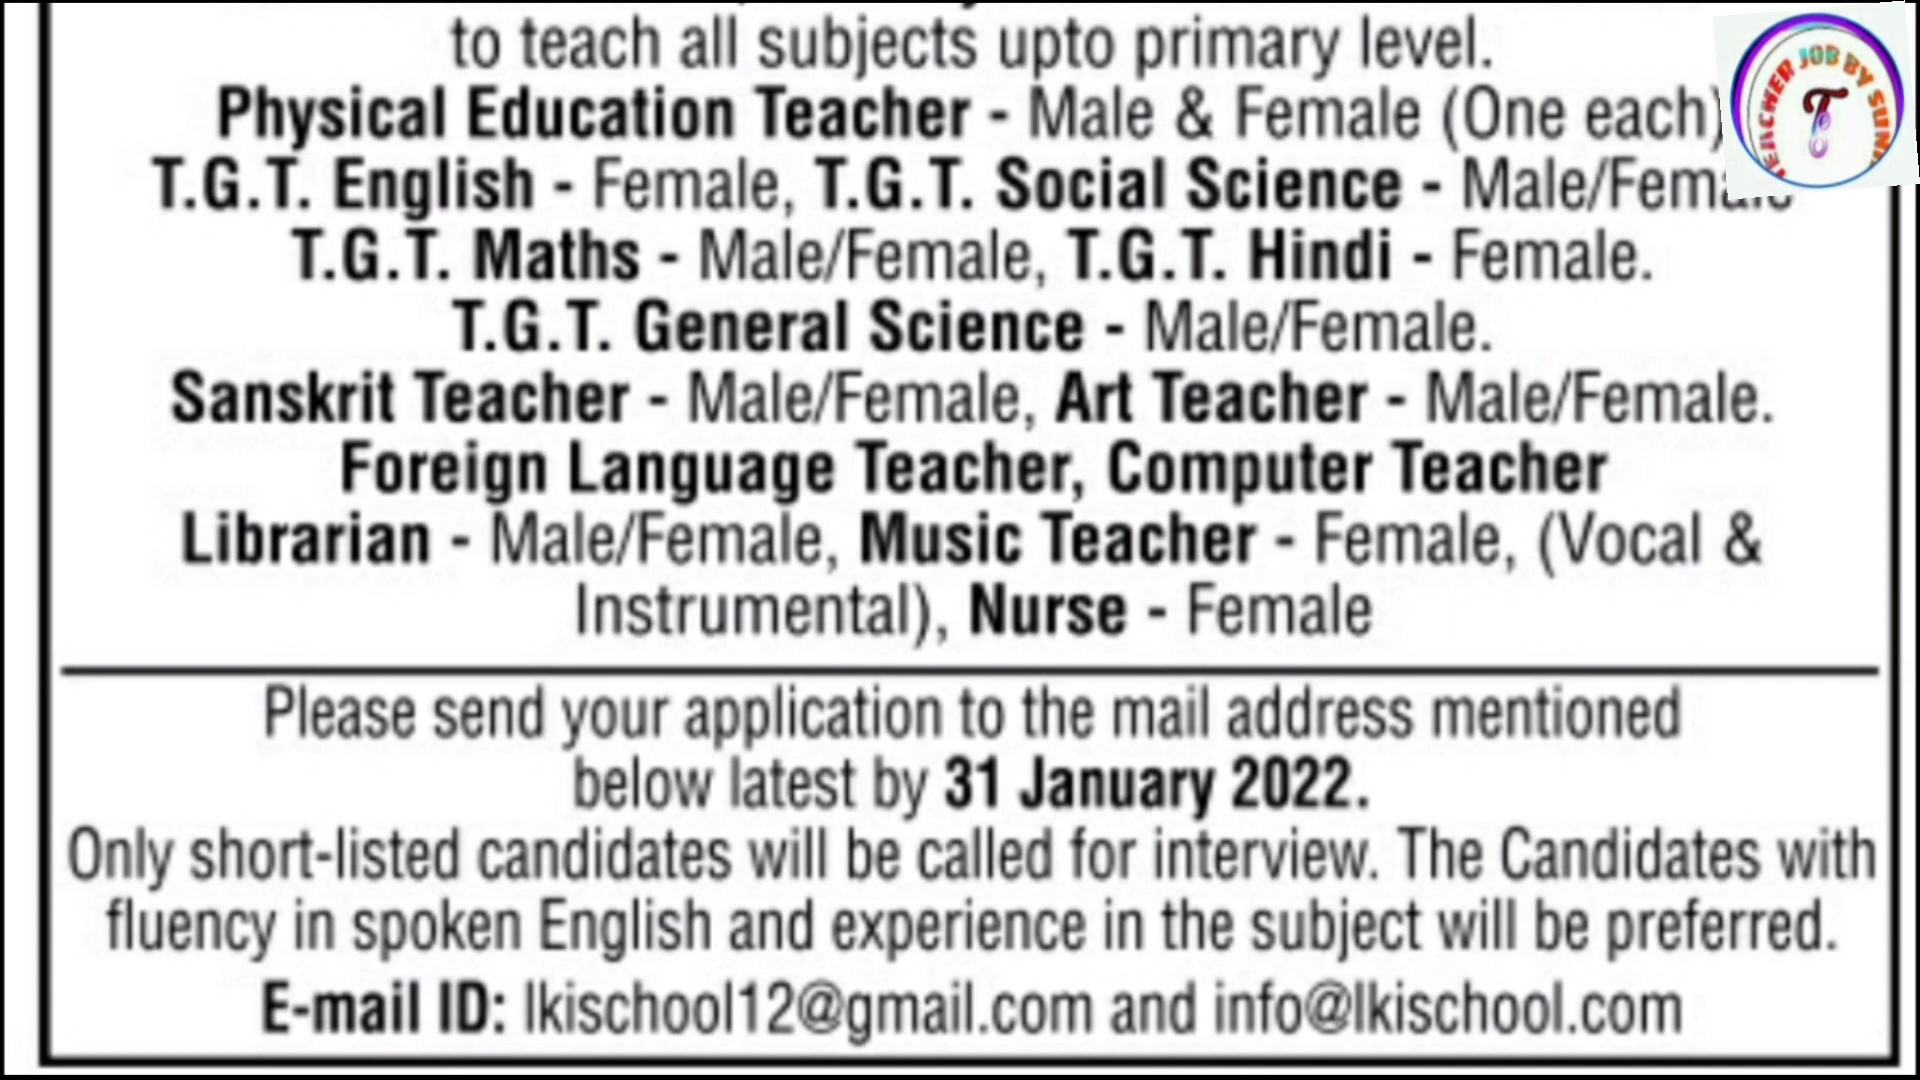 to teach all subjects upto primary level.
Physical Education Teacher - Male & Female (One each)
T.G.T. English - Female, T.G.T. Social Science - Male/Female
T.G.T. Maths - Male/Female, T.G.T. Hindi - Female.
T.G.T. General Science - Male/Female.
Sanskrit Teacher - Male/Female, Art Teacher - Male/Female.
Foreign Language Teacher, Computer Teacher
Librarian - Male/Female, Music Teacher - Female, (Vocal &
Instrumental), Nurse - Female
Please send your application to the mail address mentioned
below latest by 31 January 2022.
Only short-listed candidates will be called for interview. The Candidates with
fluency in spoken English and experience in the subject will be preferred.
E-mail ID: lkischool12@gmail.com and info@lkischool.com
TEACHER JOB BY
T